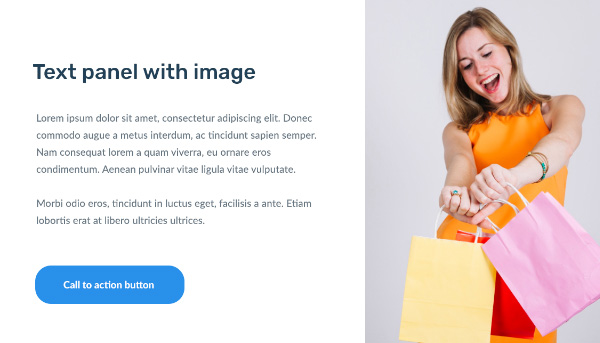 Text panel with image
Lorem ipsum dolor sit amet, consectetur adipiscing elit. Donec
commodo augue a metus interdum, ac tincidunt sapien semper.
Nam consequat lorem a quam viverra, eu ornare eros
condimentum. Aenean pulvinar vitae ligula vitae vulputate.
Morbi odio eros, tincidunt in luctus eget, facilisis a ante. Etiam
lobortis erat at libero ultricies ultrices.
Call to action button